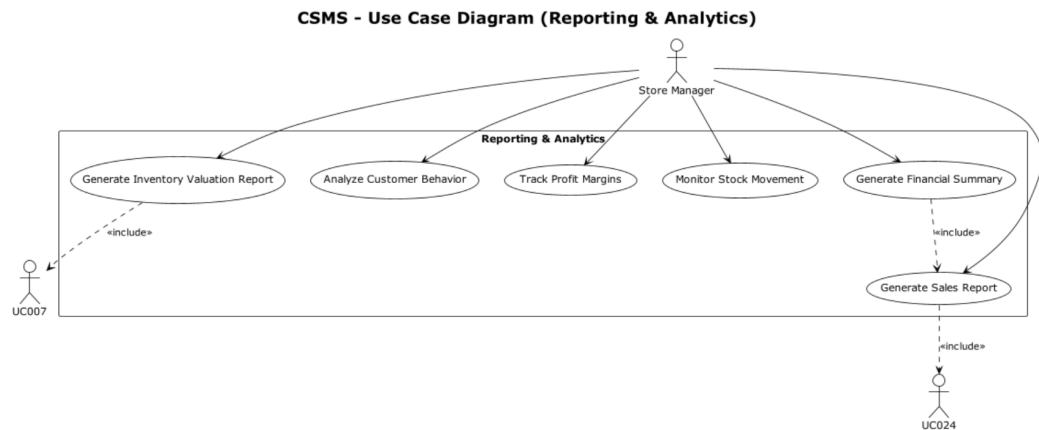 CSMS - Use Case Diagram (Reporting & Analytics)
Store Manager
Reporting & Analytics
Generate Inventory Valuation Report
Analyze Customer Behavior
Track Profit Margins
Monitor Stock Movement
Generate Financial Summary
«include»
«include»
Generate Sales Report
UC007
«include»
UC024